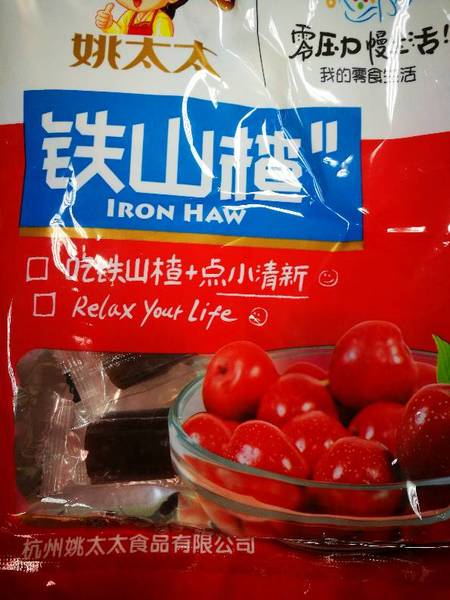 姚太太
零压力慢生活!
我的零食生活
铁山楂"
IRON HAW
吃铁山楂+点小清新
Relax Your Life
杭州姚太太食品有限公司